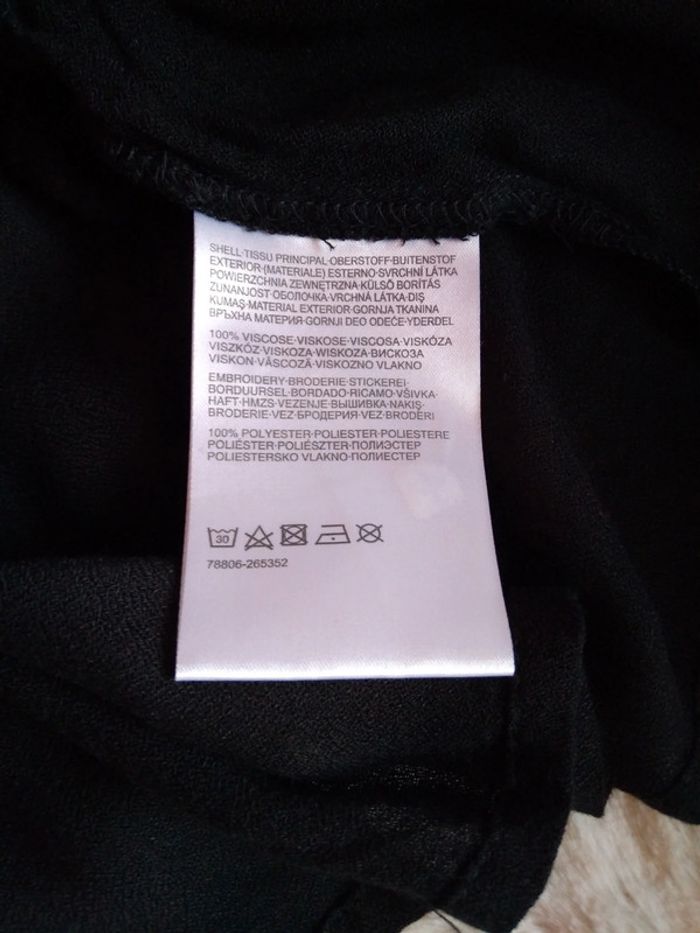 SHELL·TISSU PRINCIPAL·OBERSTOFF·BUITENSTOF
EXTERIOR·(MATERIALE) ESTERNO·SVRCHNÍ LÁTKA
POWIERZCHNIA ZEWNĘTRZNA·KÜLSŐ BORÍTÁS
ZUNANJOST·ОБОЛОЧКА·VRCHNÁ LÁTKA·DIŞ
KUMAŞ·MATERIAL EXTERIOR·GORNJA TKANINA
ВРЪХНА МАТЕРИЯ·GORNJI DEO ODEĆE·YDERDEL
100% VISCOSE·VISKOSE·VISCOSA·VISKÓZA
VISZKÓZ·VISKOZA·WISKOZA·ВИСКОЗА
VISKON·VÂSCOZĂ·VISKOZNO VLAKNO
EMBROIDERY·BRODERIE·STICKEREI·
BORDUURSEL·BORDADO·RICAMO·VÝŠIVKA·
HAFT·HMZS·VEZENJE·ВЫШИВКА·NAKIŞ·
BRODERIE·VEZ·БРОДЕРИЯ·VEZ·BRODERI
100% POLYESTER·POLIESTER·POLIESTERE
POLIÉSTER·POLIÉSZTER·ПОЛИЭСТЕР
POLIESTERSKO VLAKNO·ПОЛИЕСТЕР
30
78806-265352